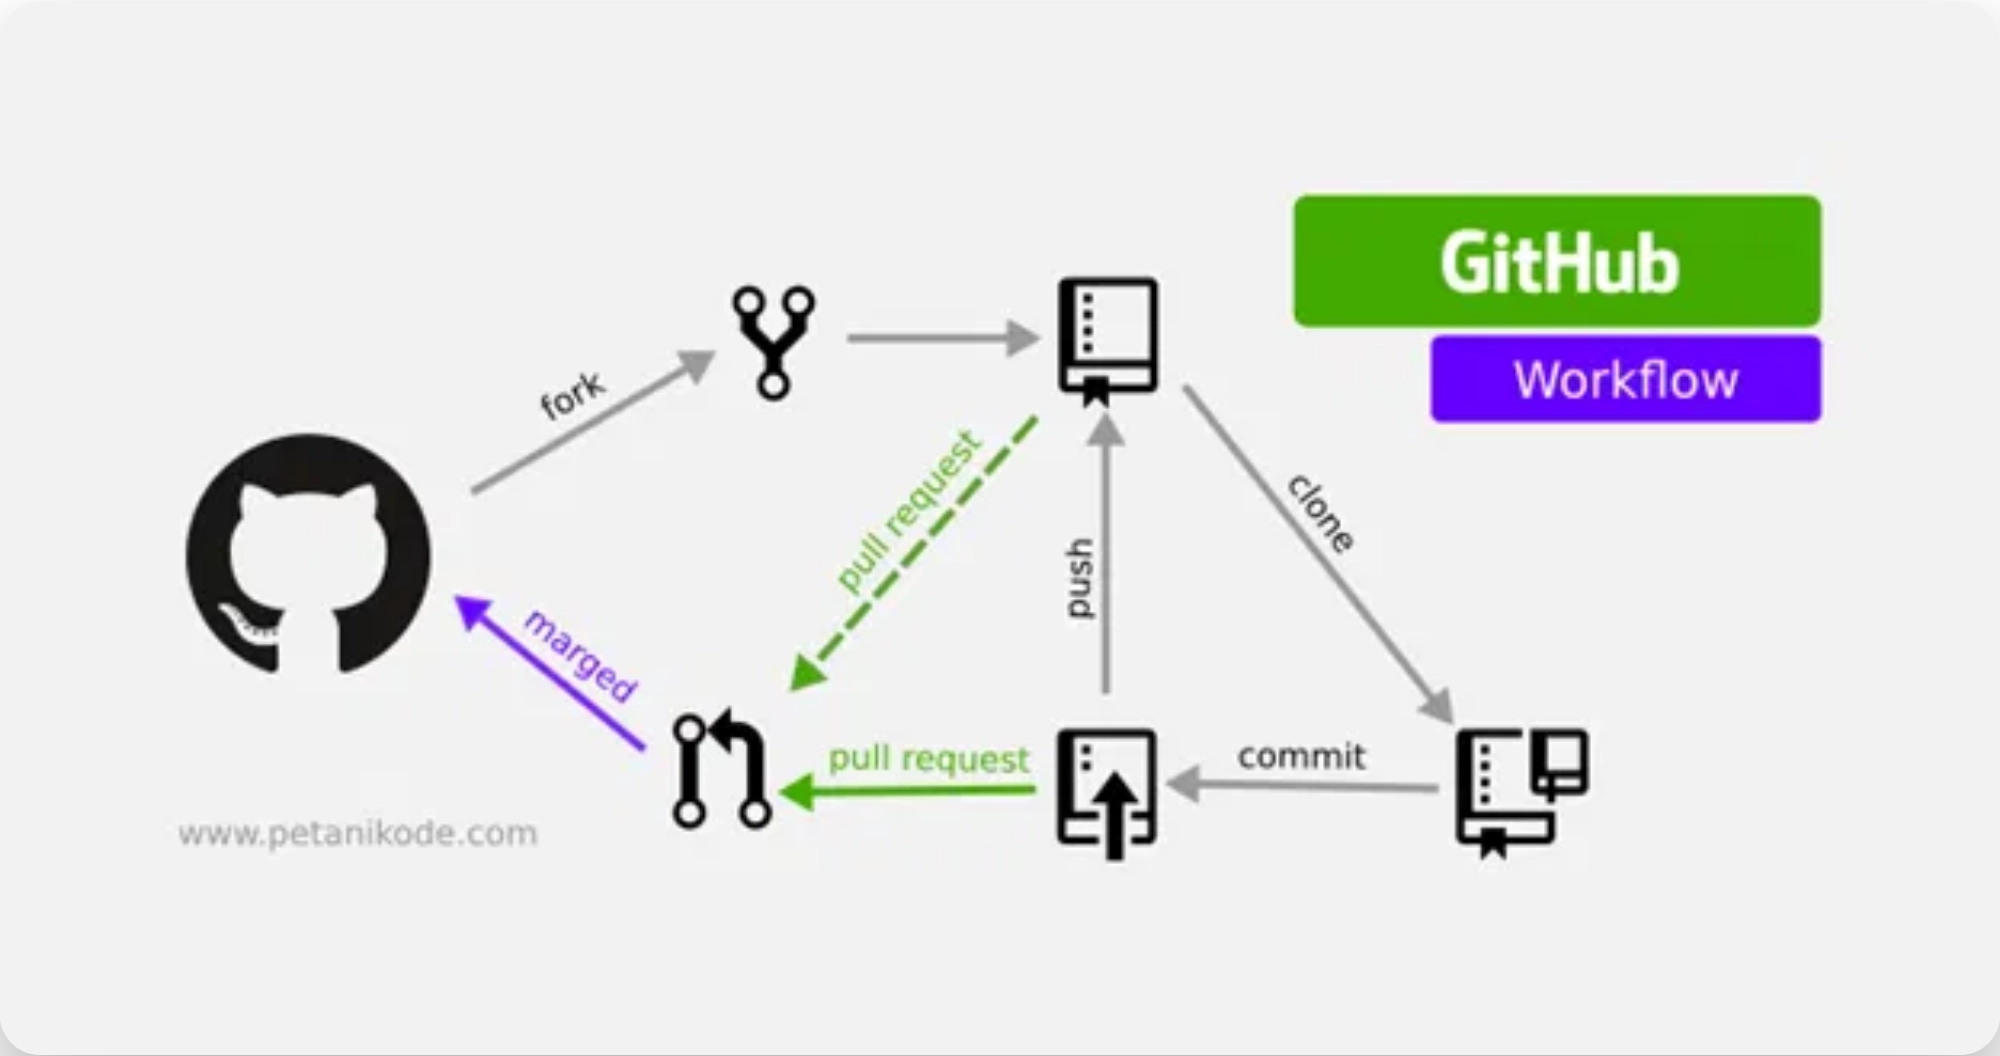 GitHub
Workflow
fork
pull request
push
clone
marged
pull request
commit
www.petanikode.com